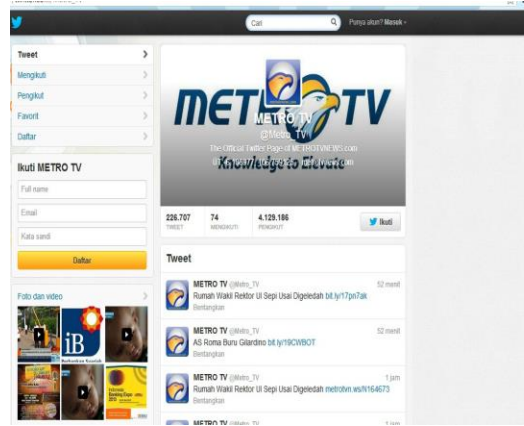 Cari
Punya akun? Masuk
Tweet
Mengikuti
Pengikut
Favorit
Daftar
Ikuti METRO TV
Full name
Email
Kata sandi
Daftar
Foto dan video
iB
METRO TV
METRO TV
@Metro_TV
The Official Twitter Page of METROTVNEWS.com
Knowledge to Elevate
226.707
TWEET
74
MENGIKUTI
4.129.186
PENGIKUT
Ikuti
Tweet
METRO TV @Metro_TV 52 menit
Rumah Wakil Rektor UI Sepi Usai Digeledah bit.ly/17pn7ak
Bentangkan
METRO TV @Metro_TV 52 menit
AS Roma Buru Gilardino bit.ly/19CWBOT
Bentangkan
METRO TV @Metro_TV 1 jam
Rumah Wakil Rektor UI Sepi Usai Digeledah metrotvn.ws/N164673
Bentangkan
METRO TV @Metro_TV 1 jam